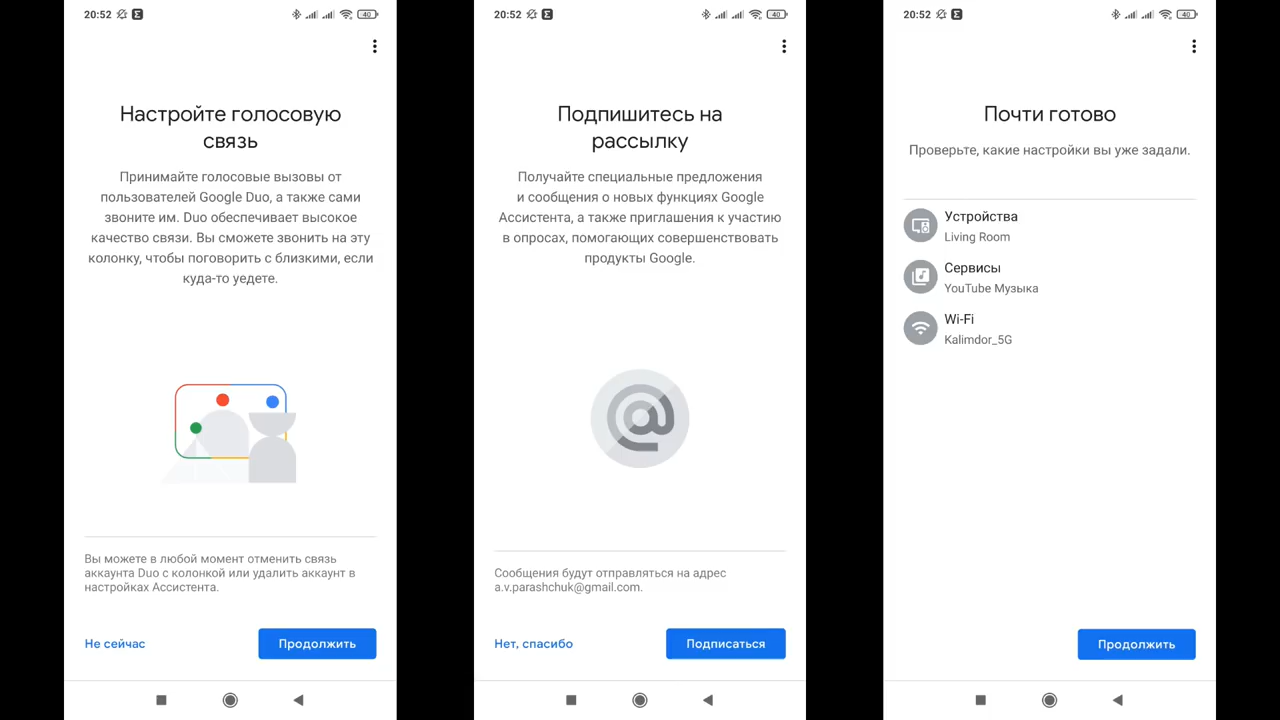 20:52
40
Настройте голосовую
связь
Принимайте голосовые вызовы от
пользователей Google Duo, а также сами
звоните им. Duo обеспечивает высокое
качество связи. Вы сможете звонить на эту
колонку, чтобы поговорить с близкими, если
куда-то уедете.
Вы можете в любой момент отменить связь
аккаунта Duo с колонкой или удалить аккаунт в
настройках Ассистента.
Не сейчас
Продолжить
20:52
40
Подпишитесь на
рассылку
Получайте специальные предложения
и сообщения о новых функциях Google
Ассистента, а также приглашения к участию
в опросах, помогающих совершенствовать
продукты Google.
Сообщения будут отправляться на адрес
a.v.parashchuk@gmail.com.
Нет, спасибо
Подписаться
20:52
40
Почти готово
Проверьте, какие настройки вы уже задали.
Устройства
Living Room
Сервисы
YouTube Музыка
Wi-Fi
Kalimdor_5G
Продолжить